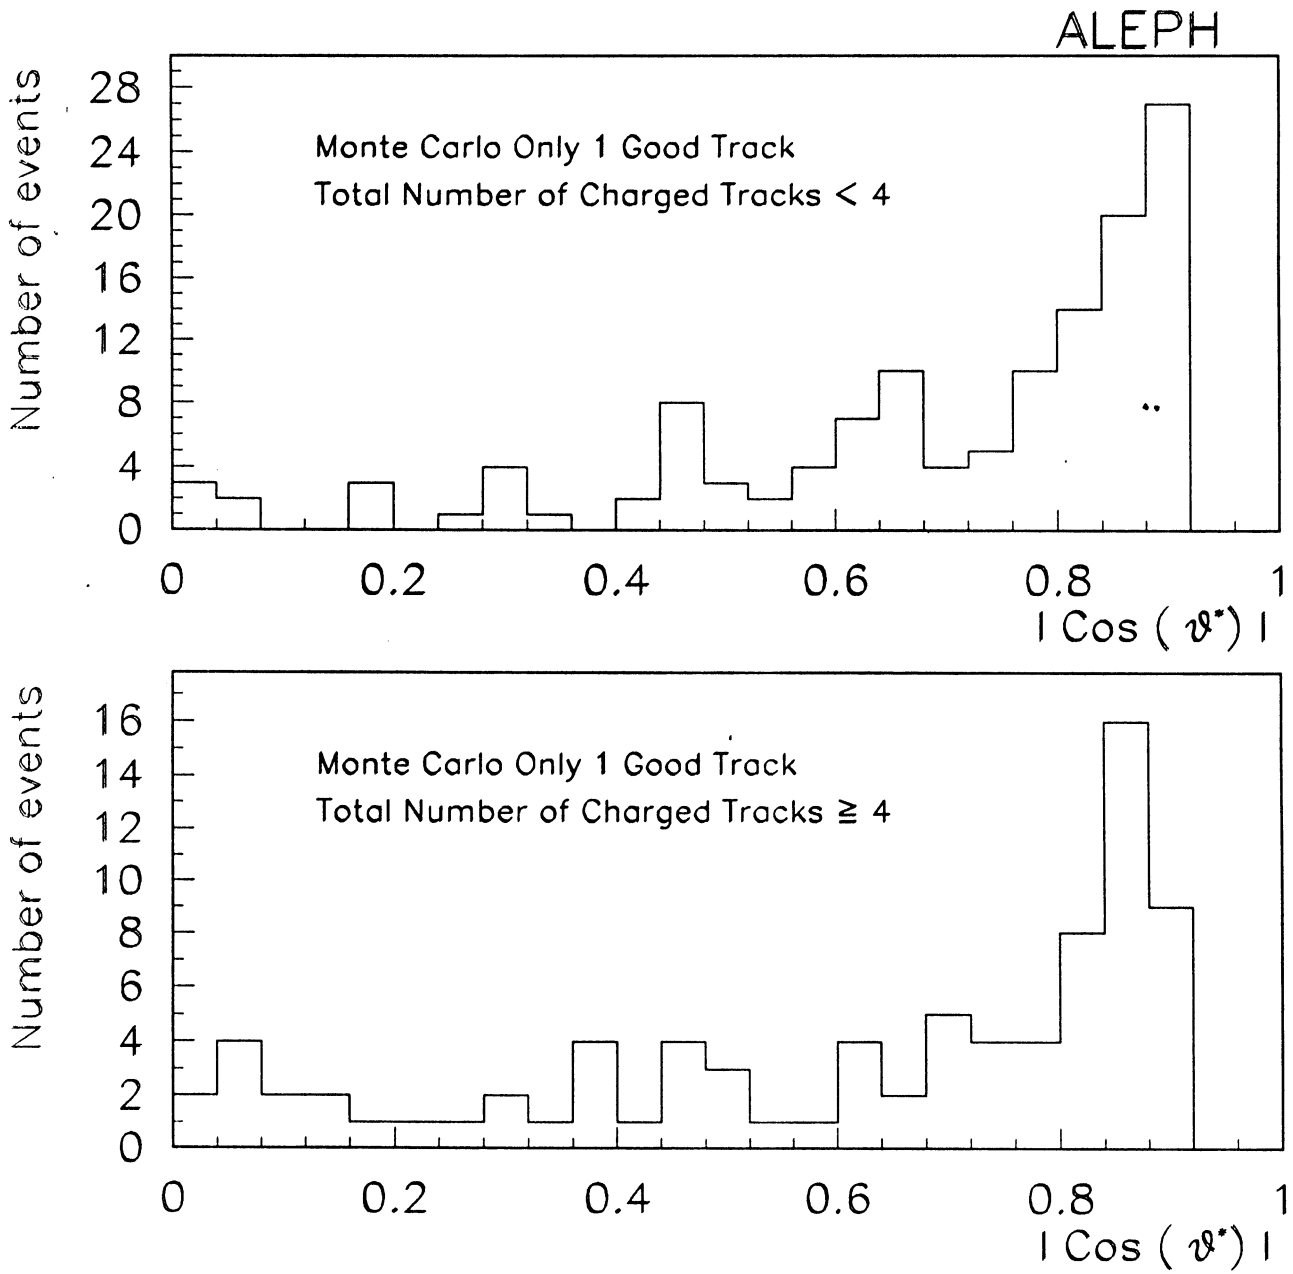 ALEPH
Number of events
28
24
20
16
12
8
4
0
Monte Carlo Only 1 Good Track
Total Number of Charged Tracks < 4
0 0.2 0.4 0.6 0.8 1
| Cos ( ϑ* ) |
Number of events
16
14
12
10
8
6
4
2
0
Monte Carlo Only 1 Good Track
Total Number of Charged Tracks ≧ 4
0 0.2 0.4 0.6 0.8 1
| Cos ( ϑ* ) |